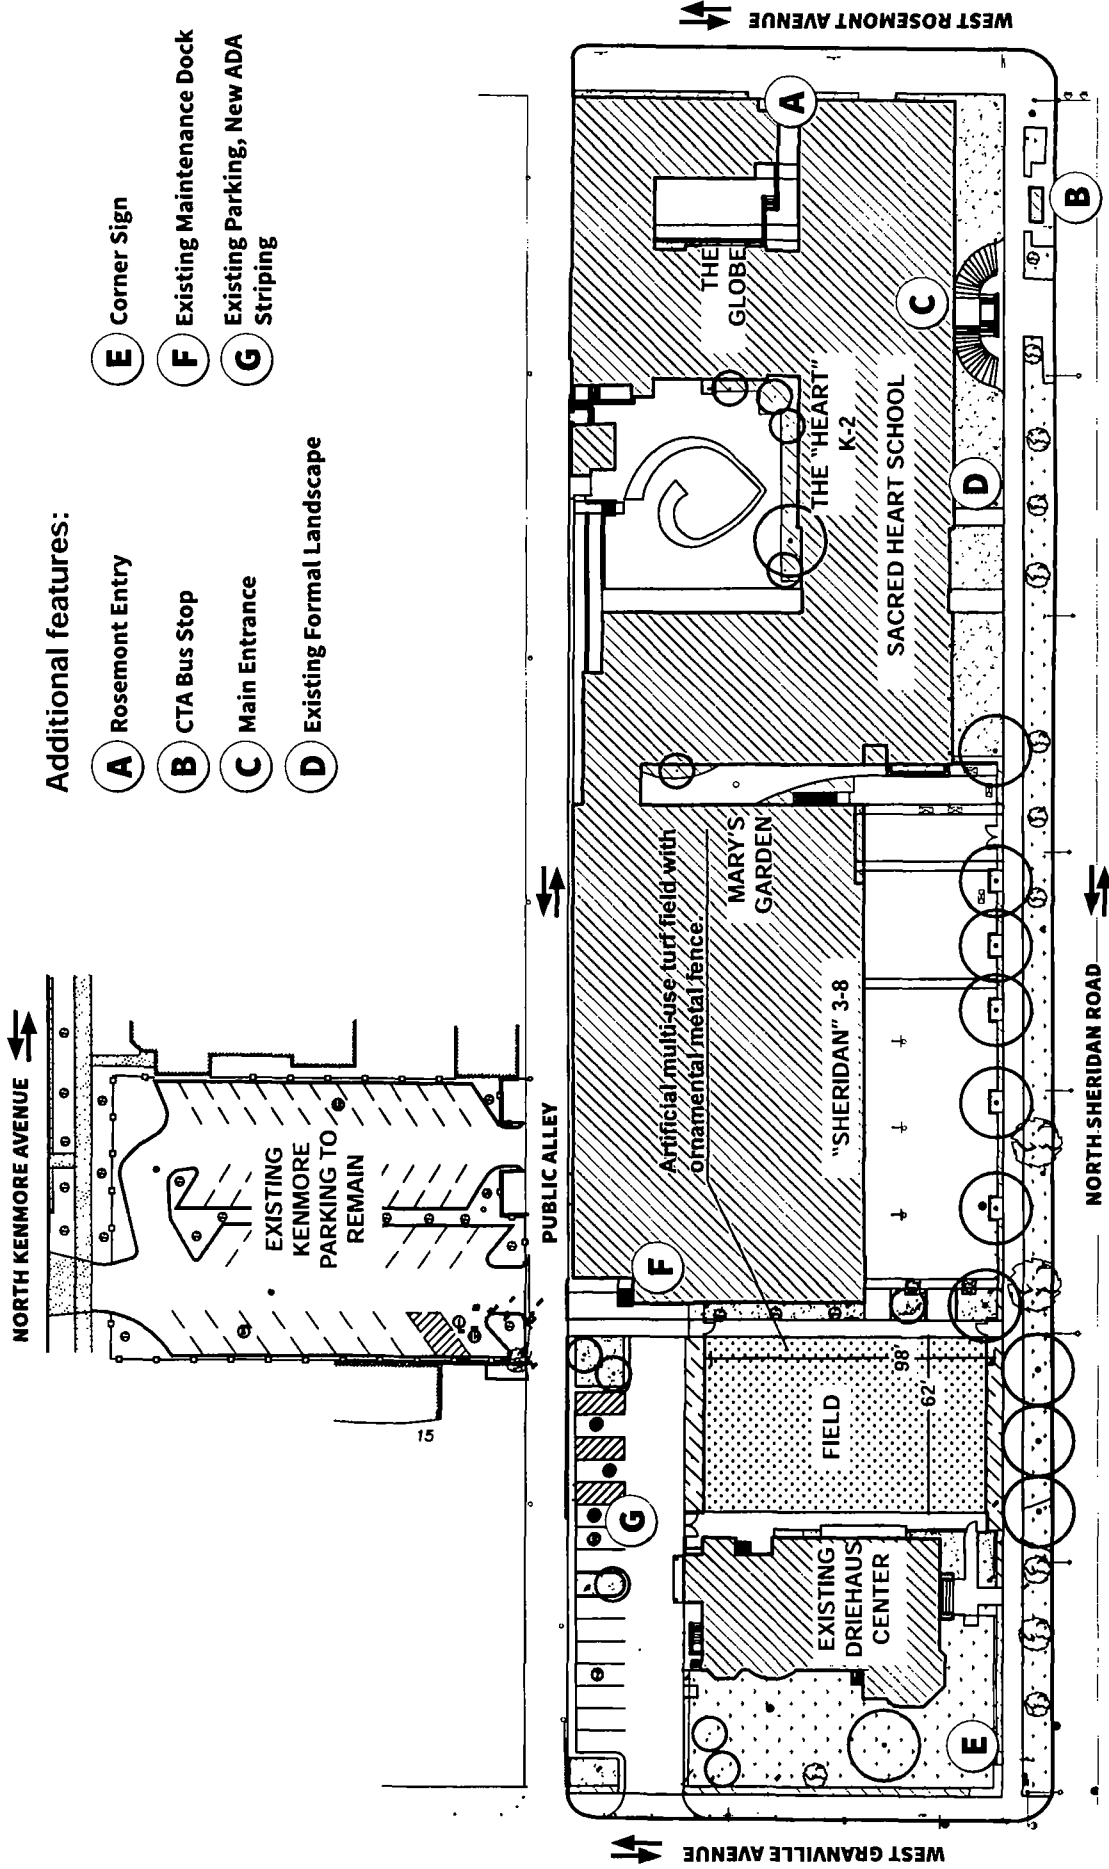 Additional features:
A Rosemont Entry
B CTA Bus Stop
C Main Entrance
D Existing Formal Landscape
E Corner Sign
F Existing Maintenance Dock
G Existing Parking, New ADA
Striping
NORTH KENMORE AVENUE
EXISTING
KENMORE
PARKING TO
REMAIN
15
PUBLIC ALLEY
WEST GRANVILLE AVENUE
G
EXISTING
DRIEHAUS
CENTER
E
FIELD
98'
62'
F
Artificial multi-use turf field with
ornamental metal fence.
MARY'S
GARDEN
"SHERIDAN" 3-8
THE
GLOBE
THE "HEART"
K-2
SACRED HEART SCHOOL
A
B
C
D
WEST ROSEMONT AVENUE
NORTH SHERIDAN ROAD